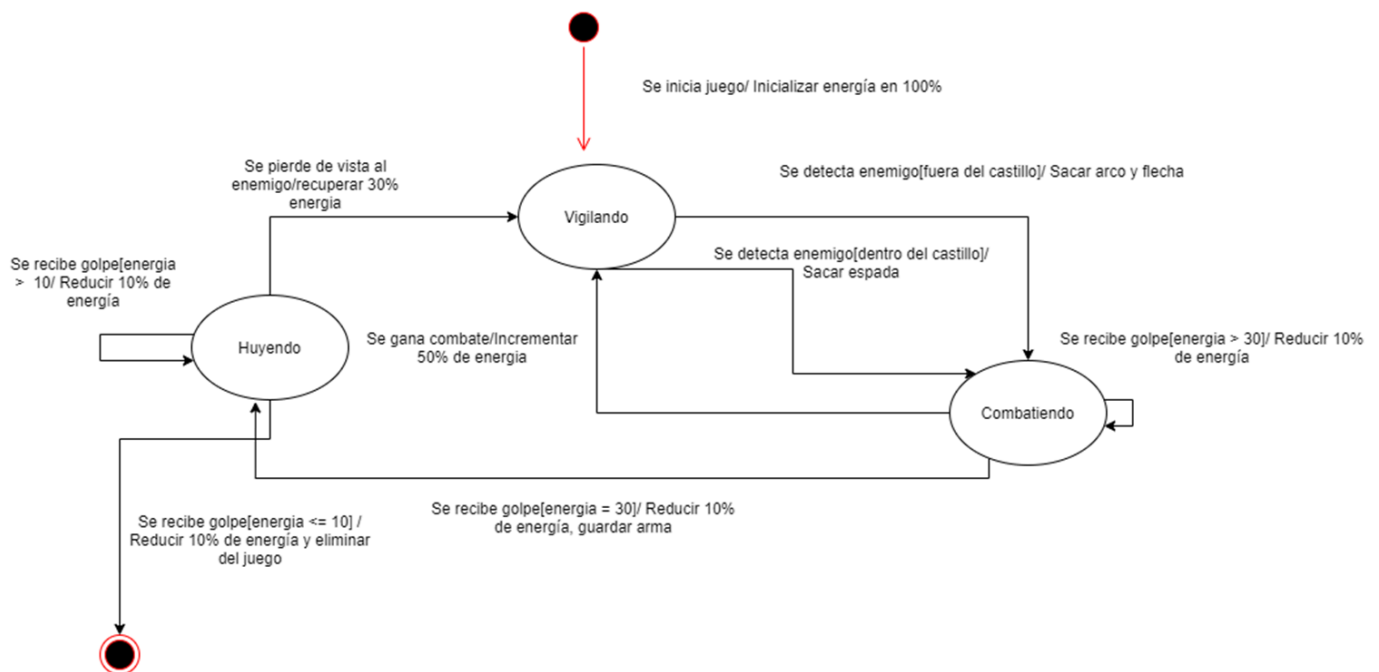 Se inicia juego/ Inicializar energía en 100%
Se pierde de vista al
enemigo/recuperar 30%
energia
Se detecta enemigo[fuera del castillo]/ Sacar arco y flecha
Vigilando
Se detecta enemigo[dentro del castillo]/
Sacar espada
Se recibe golpe[energia
> 10/ Reducir 10% de
energía
Huyendo
Se gana combate/Incrementar
50% de energia
Se recibe golpe[energia > 30]/ Reducir 10%
de energía
Combatiendo
Se recibe golpe[energia = 30]/ Reducir 10%
de energía, guardar arma
Se recibe golpe[energia <= 10] /
Reducir 10% de energía y eliminar
del juego